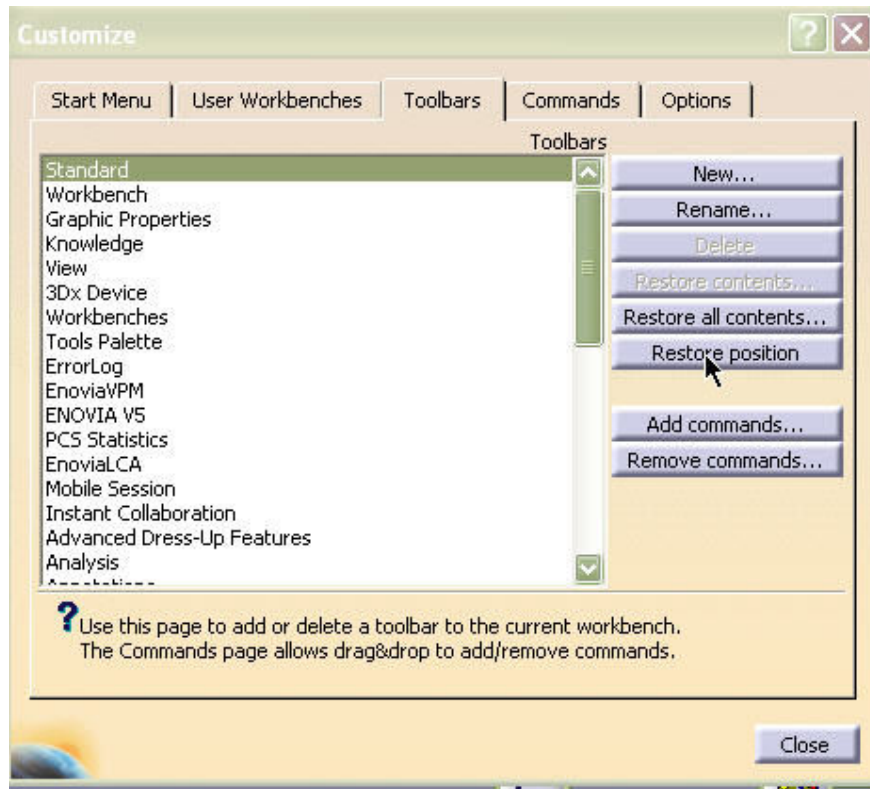 Customize
Start Menu
User Workbenches
Toolbars
Commands
Options
Toolbars
Standard
Workbench
Graphic Properties
Knowledge
View
3Dx Device
Workbenches
Tools Palette
ErrorLog
EnoviaVPM
ENOVIA V5
PCS Statistics
EnoviaLCA
Mobile Session
Instant Collaboration
Advanced Dress-Up Features
Analysis
New...
Rename...
Delete
Restore contents...
Restore all contents...
Restore position
Add commands...
Remove commands...
Use this page to add or delete a toolbar to the current workbench.
The Commands page allows drag&drop to add/remove commands.
Close